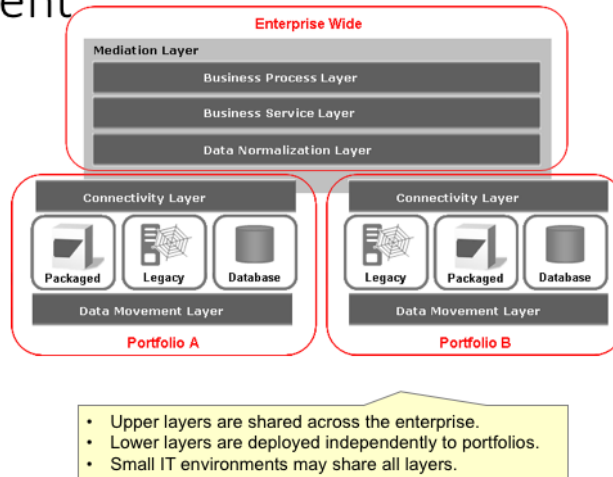 ent
Enterprise Wide
Mediation Layer
Business Process Layer
Business Service Layer
Data Normalization Layer
Connectivity Layer
Packaged
Legacy
Database
Data Movement Layer
Portfolio A
Connectivity Layer
Legacy
Packaged
Database
Data Movement Layer
Portfolio B
• Upper layers are shared across the enterprise.
• Lower layers are deployed independently to portfolios.
• Small IT environments may share all layers.